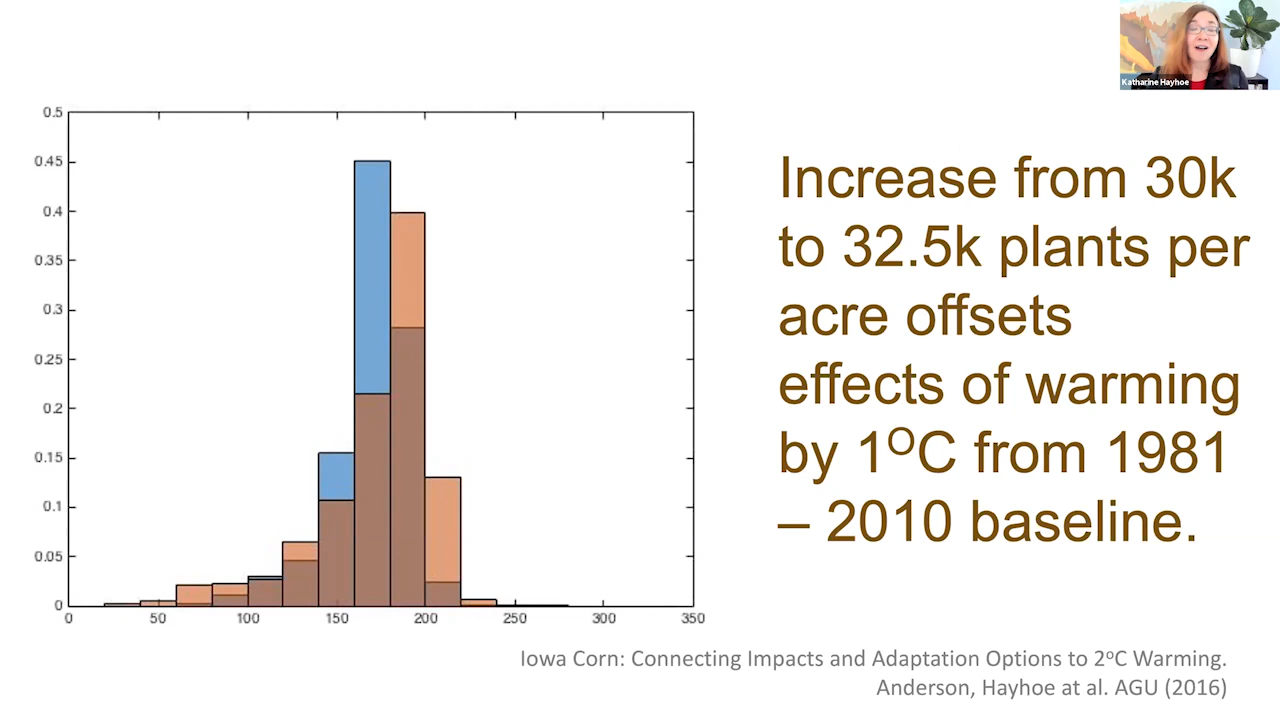 Katharine Hayhoe
Increase from 30k
to 32.5k plants per
acre offsets
effects of warming
by 1ᴼC from 1981
– 2010 baseline.
0.5
0.45
0.4
0.35
0.3
0.25
0.2
0.15
0.1
0.05
0
0 50 100 150 200 250 300 350
Iowa Corn: Connecting Impacts and Adaptation Options to 2ᵒC Warming.
Anderson, Hayhoe at al. AGU (2016)